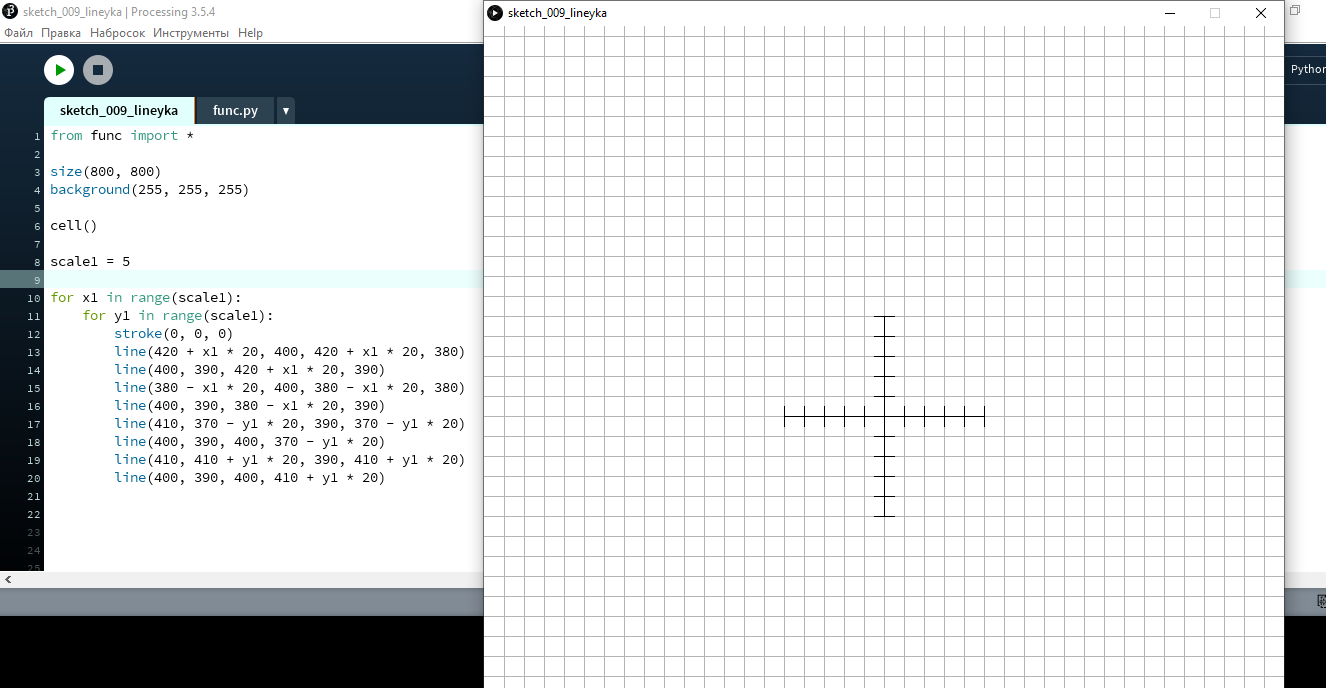 sketch_009_lineyka | Processing 3.5.4
Файл Правка Набросок Инструменты Help
sketch_009_lineyka func.py
1 from func import *
2
3 size(800, 800)
4 background(255, 255, 255)
5
6 cell()
7
8 scale1 = 5
9
10 for x1 in range(scale1):
11 for y1 in range(scale1):
12 stroke(0, 0, 0)
13 line(420 + x1 * 20, 400, 420 + x1 * 20, 380)
14 line(400, 390, 420 + x1 * 20, 390)
15 line(380 - x1 * 20, 400, 380 - x1 * 20, 380)
16 line(400, 390, 380 - x1 * 20, 390)
17 line(410, 370 - y1 * 20, 390, 370 - y1 * 20)
18 line(400, 390, 400, 370 - y1 * 20)
19 line(410, 410 + y1 * 20, 390, 410 + y1 * 20)
20 line(400, 390, 400, 410 + y1 * 20)
21
22
23
24
25
sketch_009_lineyka
Python